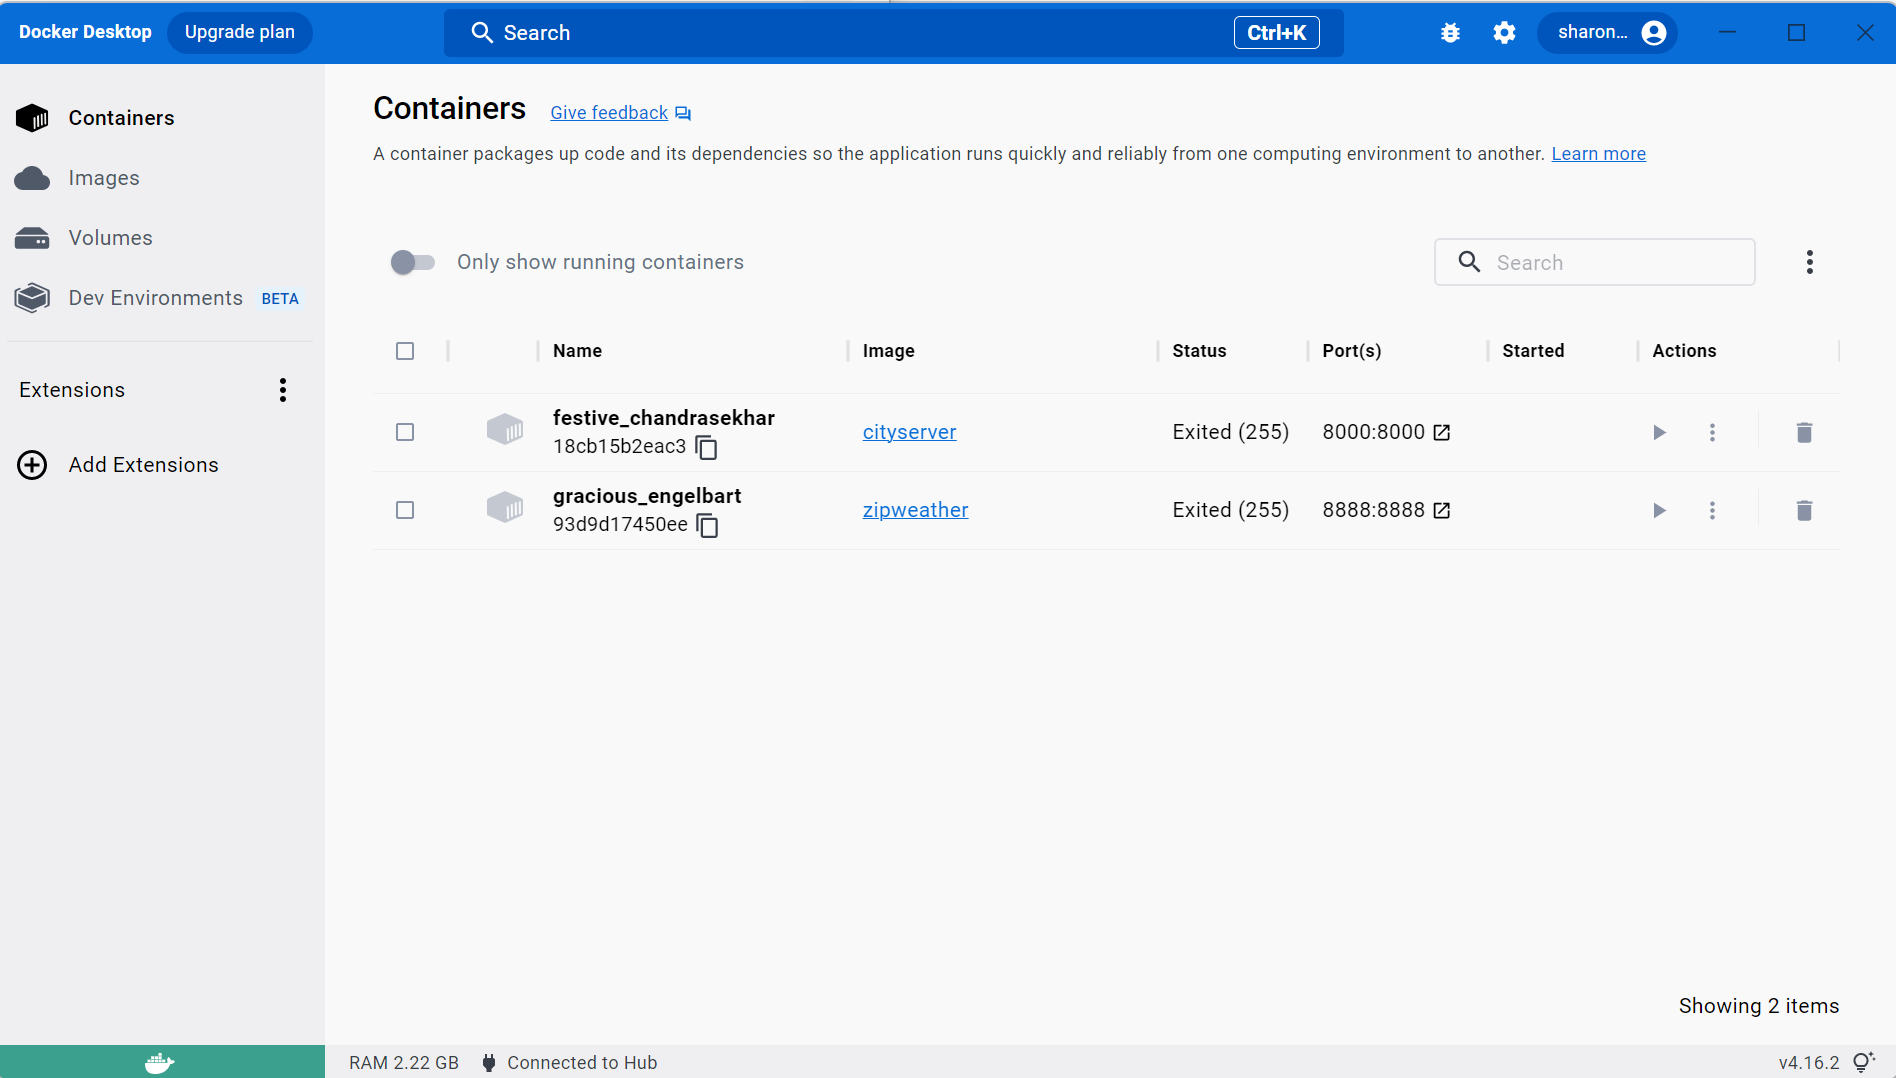 Docker Desktop Upgrade plan Search Ctrl+K sharon...
Containers
Images
Volumes
Dev Environments BETA
Extensions
Add Extensions
Containers Give feedback
A container packages up code and its dependencies so the application runs quickly and reliably from one computing environment to another. Learn more
Only show running containers Search
Name Image Status Port(s) Started Actions
festive_chandrasekhar
18cb15b2eac3 cityserver Exited (255) 8000:8000
gracious_engelbart
93d9d17450ee zipweather Exited (255) 8888:8888
Showing 2 items
RAM 2.22 GB Connected to Hub v4.16.2